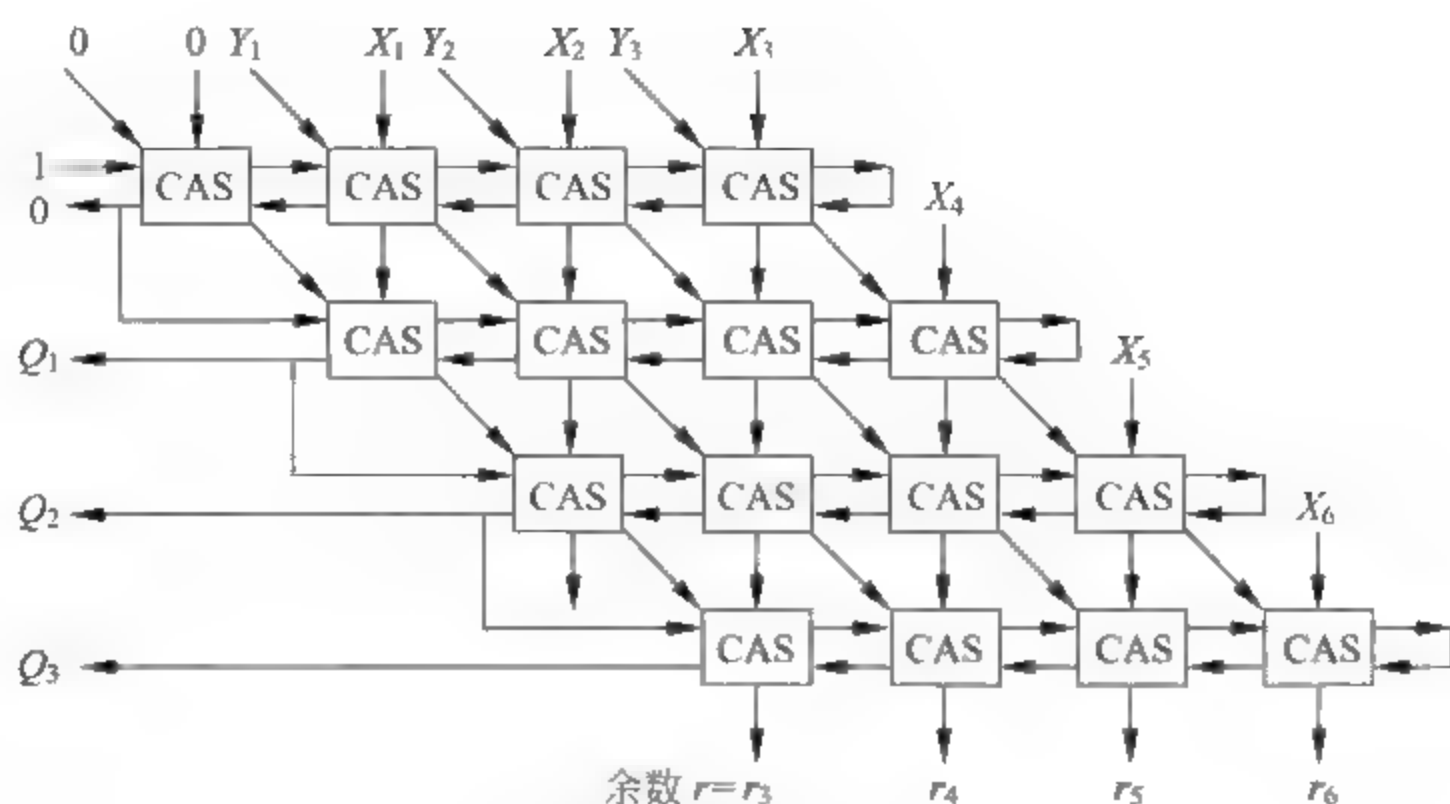 0 0 Y₁ X₁ Y₂ X₂ Y₃ X₃
1 CAS CAS CAS CAS
0
X₄
CAS CAS CAS CAS
Q₁
X₅
CAS CAS CAS CAS
Q₂
X₆
CAS CAS CAS CAS
Q₃
余数 r=r₃ r₄ r₅ r₆